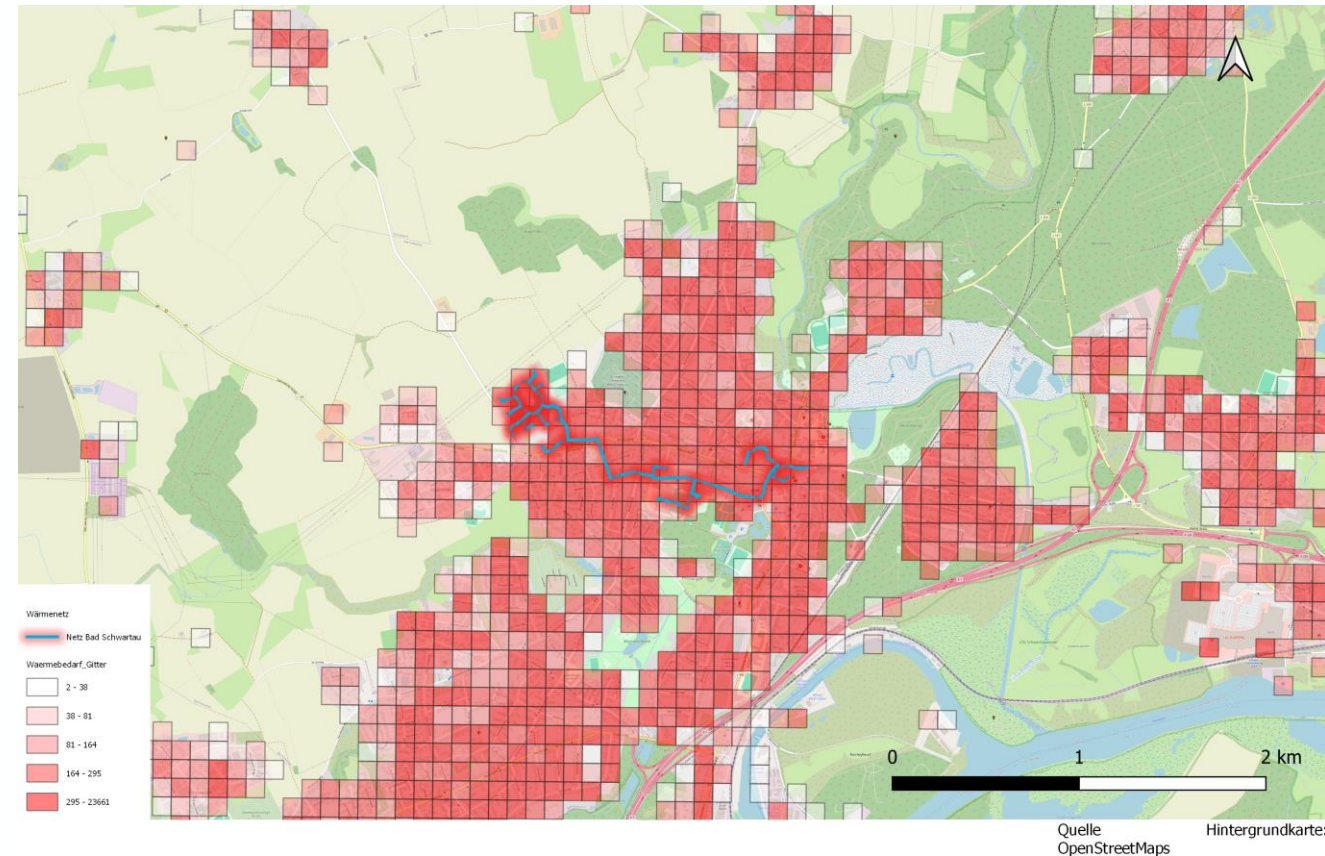 Wärmenetz
Netz Bad Schwartau
Waermebedarf_Gitter
2 - 38
38 - 81
81 - 164
164 - 295
295 - 23661
0 1 2 km
Quelle Hintergrundkarte:
OpenStreetMaps